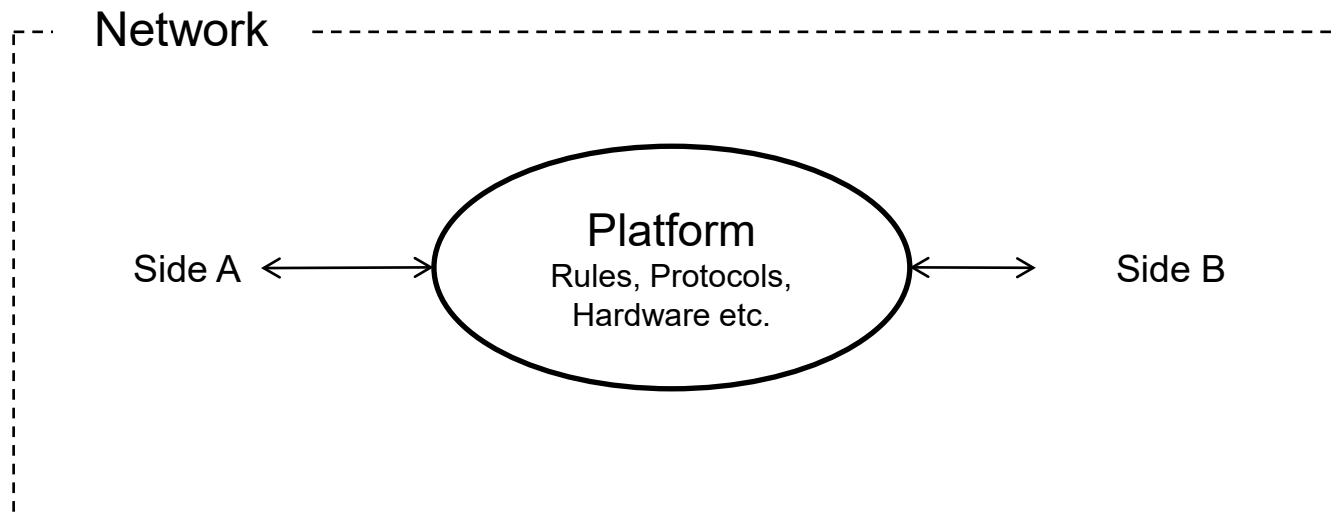 Network
Platform
Side A
Rules, Protocols,
Side B
Hardware etc.